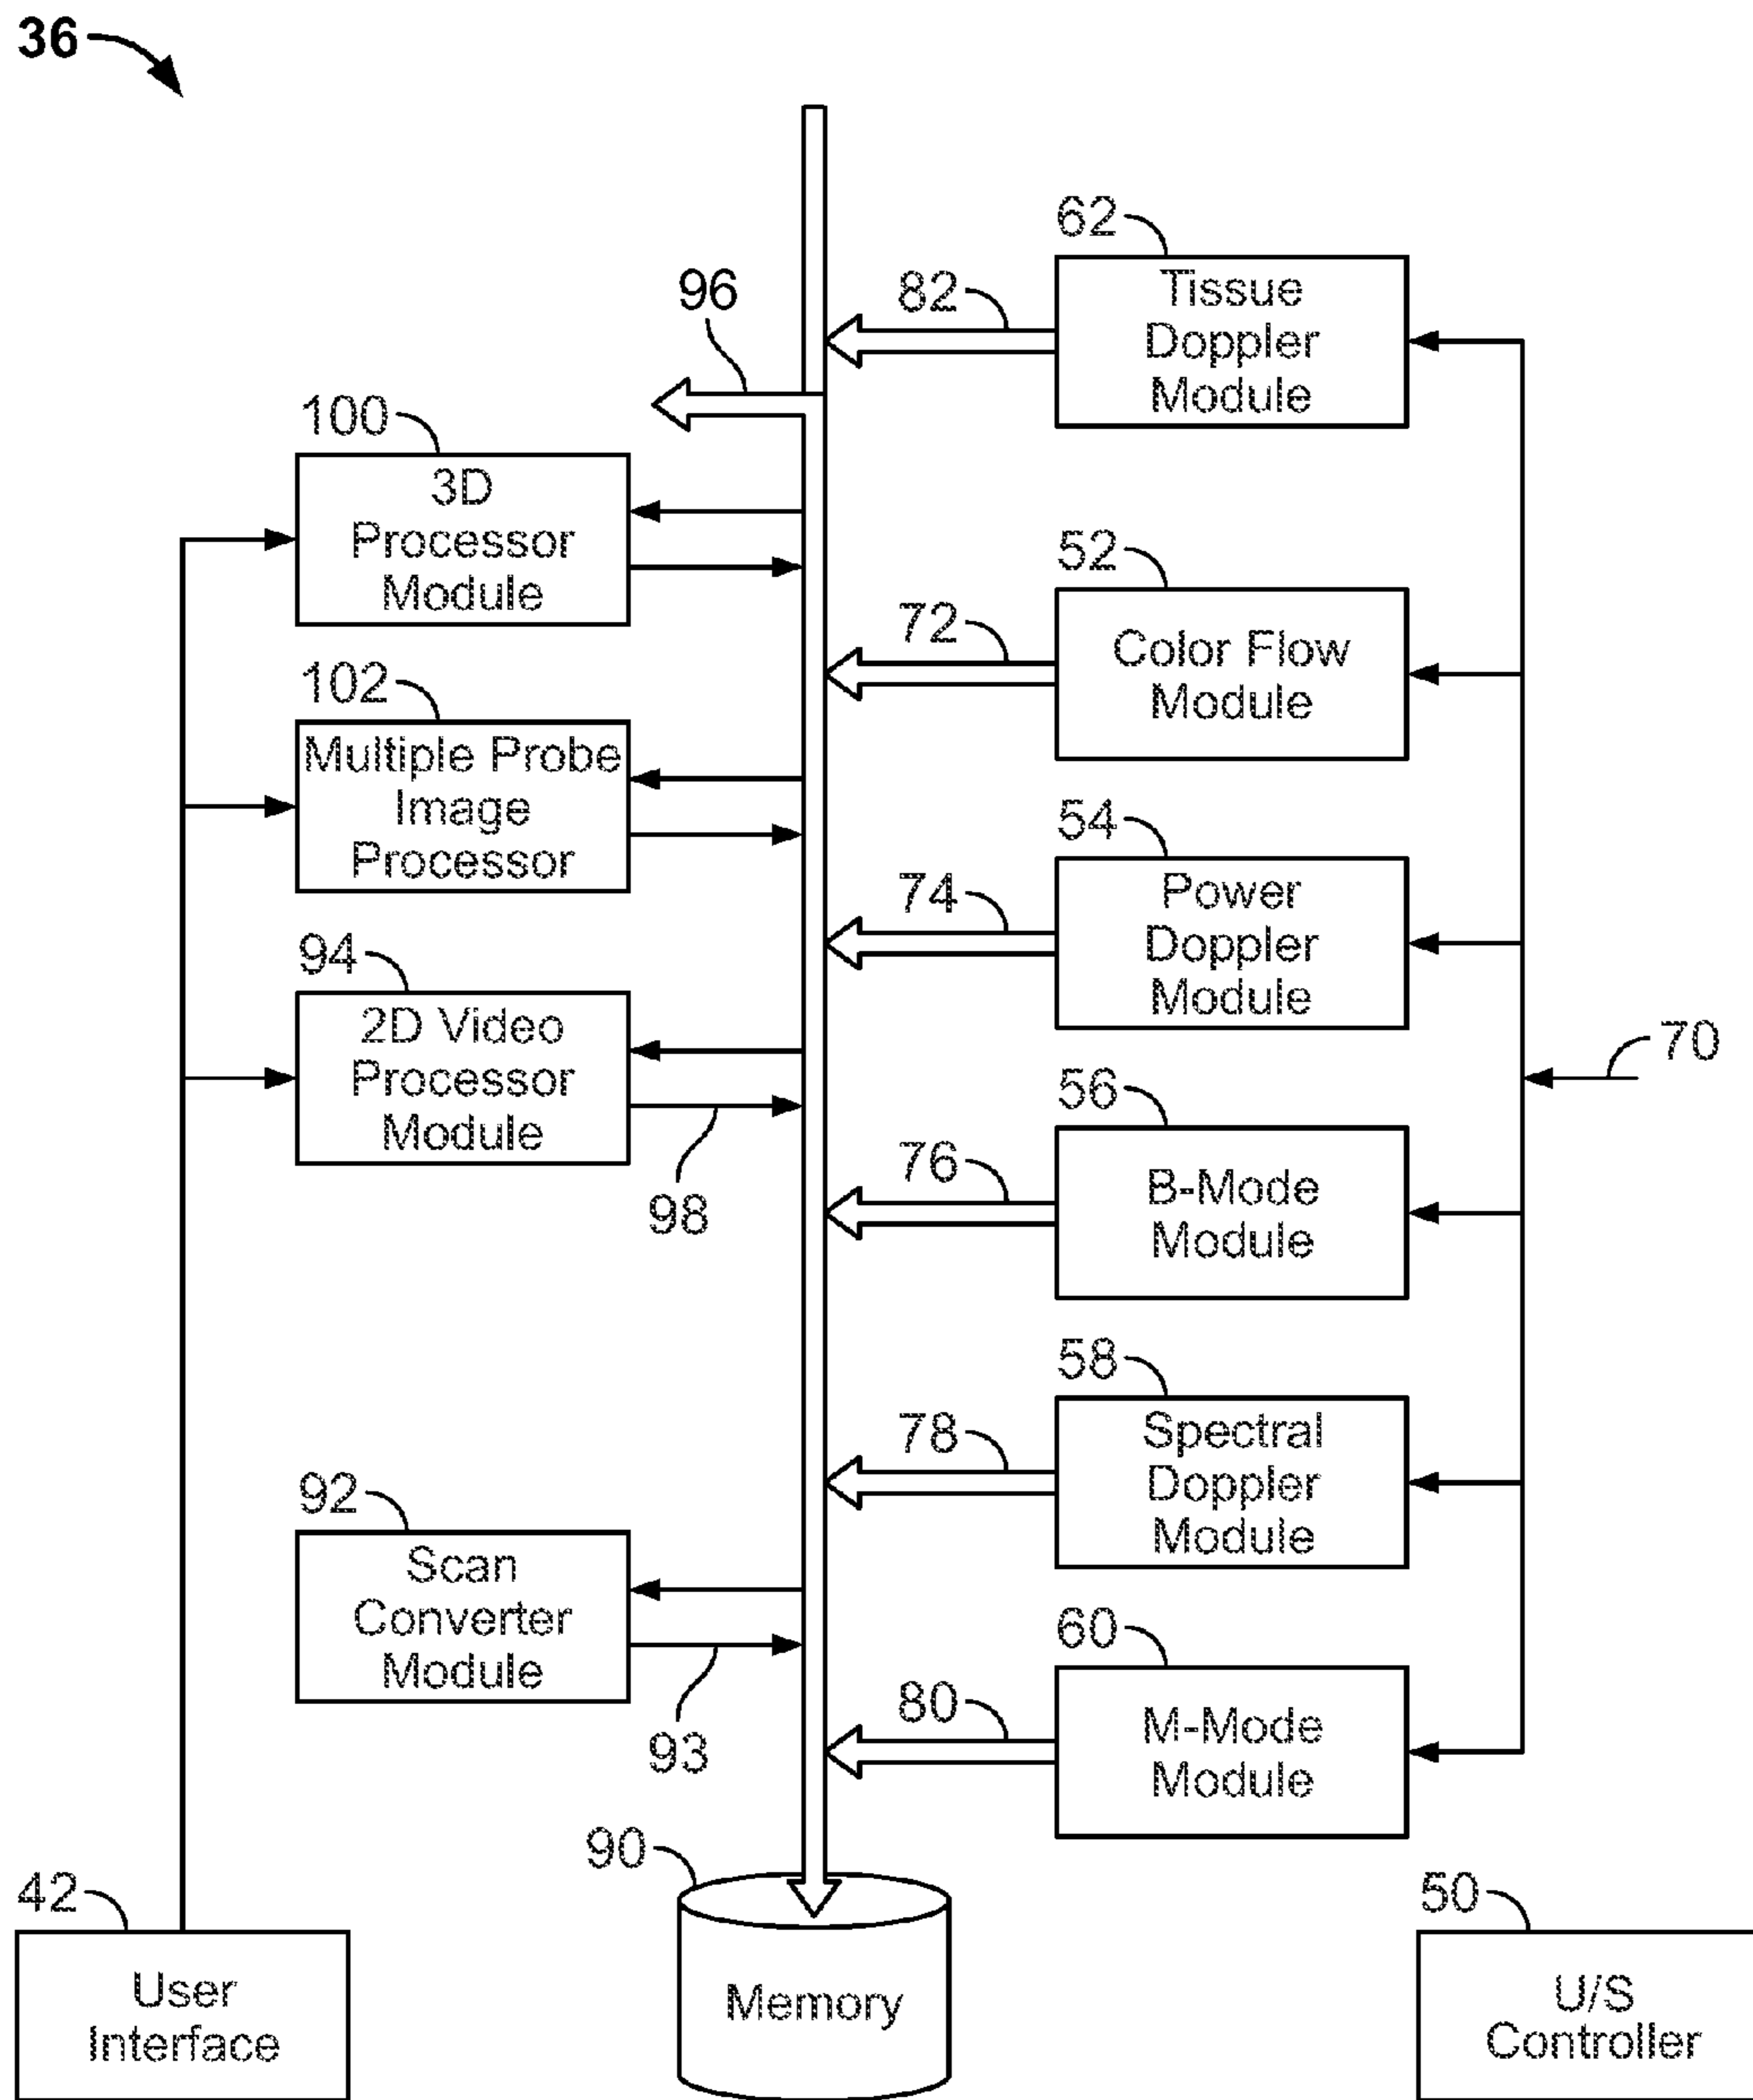 36
62
82
Tissue
Doppler
Module
96
100
3D
Processor
Module
52
72
Color Flow
Module
102
Multiple Probe
Image
Processor
54
74
Power
Doppler
Module
94
2D Video
Processor
Module
98
70
56
76
B-Mode
Module
58
78
Spectral
Doppler
Module
92
Scan
Converter
Module
93
60
80
M-Mode
Module
90
Memory
42
User
Interface
50
U/S
Controller